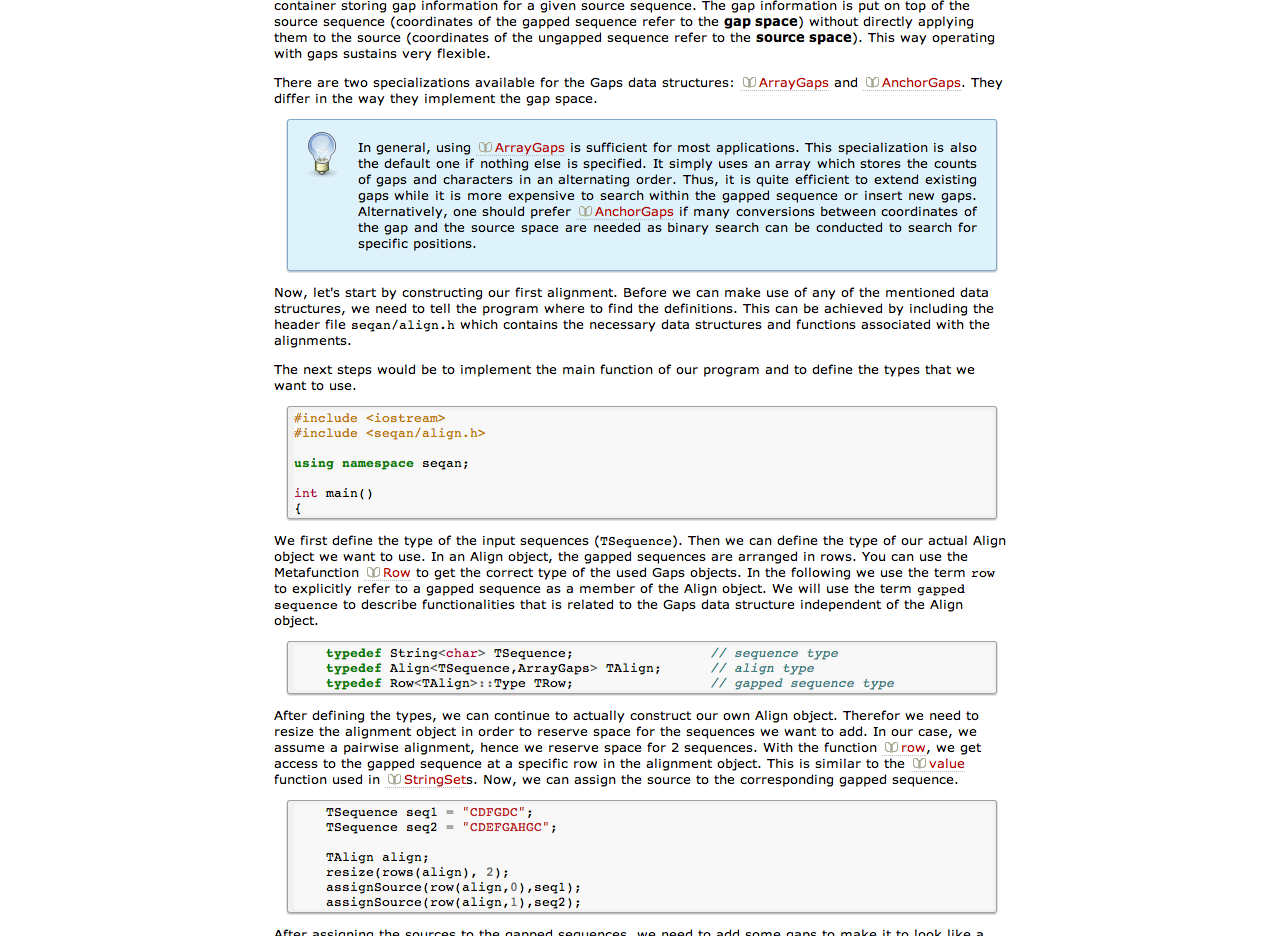 container storing gap information for a given source sequence. The gap information is put on top of the
source sequence (coordinates of the gapped sequence refer to the gap space) without directly applying
them to the source (coordinates of the ungapped sequence refer to the source space). This way operating
with gaps sustains very flexible.
There are two specializations available for the Gaps data structures: ArrayGaps and AnchorGaps. They
differ in the way they implement the gap space.
In general, using ArrayGaps is sufficient for most applications. This specialization is also
the default one if nothing else is specified. It simply uses an array which stores the counts
of gaps and characters in an alternating order. Thus, it is quite efficient to extend existing
gaps while it is more expensive to search within the gapped sequence or insert new gaps.
Alternatively, one should prefer AnchorGaps if many conversions between coordinates of
the gap and the source space are needed as binary search can be conducted to search for
specific positions.
Now, let's start by constructing our first alignment. Before we can make use of any of the mentioned data
structures, we need to tell the program where to find the definitions. This can be achieved by including the
header file seqan/align.h which contains the necessary data structures and functions associated with the
alignments.
The next steps would be to implement the main function of our program and to define the types that we
want to use.
#include <iostream>
#include <seqan/align.h>
using namespace seqan;
int main()
{
We first define the type of the input sequences (TSequence). Then we can define the type of our actual Align
object we want to use. In an Align object, the gapped sequences are arranged in rows. You can use the
Metafunction Row to get the correct type of the used Gaps objects. In the following we use the term row
to explicitly refer to a gapped sequence as a member of the Align object. We will use the term gapped
sequence to describe functionalities that is related to the Gaps data structure independent of the Align
object.
typedef String<char> TSequence; // sequence type
typedef Align<TSequence,ArrayGaps> TAlign; // align type
typedef Row<TAlign>::Type TRow; // gapped sequence type
After defining the types, we can continue to actually construct our own Align object. Therefor we need to
resize the alignment object in order to reserve space for the sequences we want to add. In our case, we
assume a pairwise alignment, hence we reserve space for 2 sequences. With the function row, we get
access to the gapped sequence at a specific row in the alignment object. This is similar to the value
function used in StringSets. Now, we can assign the source to the corresponding gapped sequence.
TSequence seq1 = "CDFGDC";
TSequence seq2 = "CDEFGAHGC";
TAlign align;
resize(rows(align), 2);
assignSource(row(align,0),seq1);
assignSource(row(align,1),seq2);
After assigning the sources to the gapped sequences, we need to add some gaps to make it to look like a